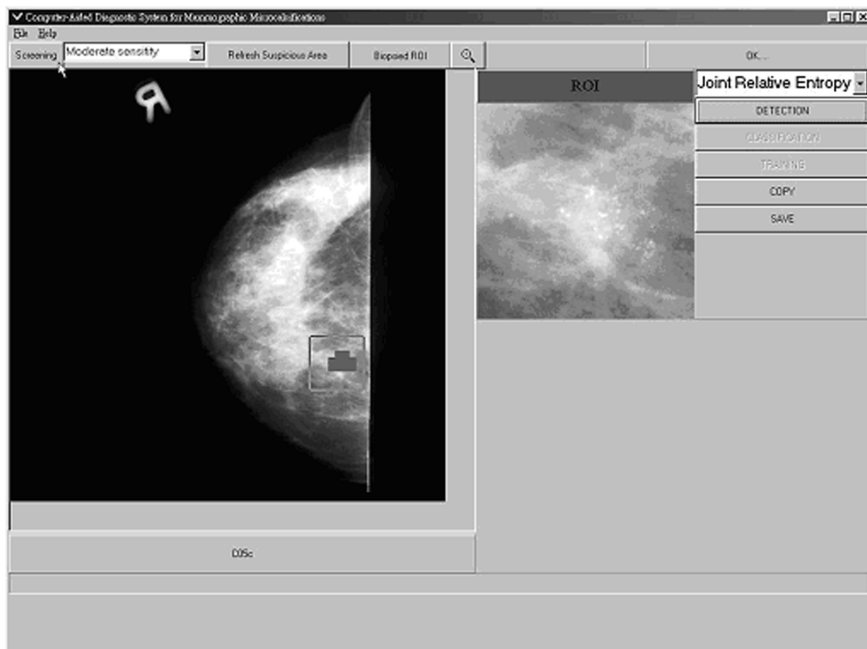 Computer-Aided Diagnostic System for Mammographic Microcalcifications
File Help
Screening Moderate sensitity Refresh Suspicious Area Biopsied ROI OK...
R
ROI
Joint Relative Entropy
DETECTION
CLASSIFICATION
TRAINING
COPY
SAVE